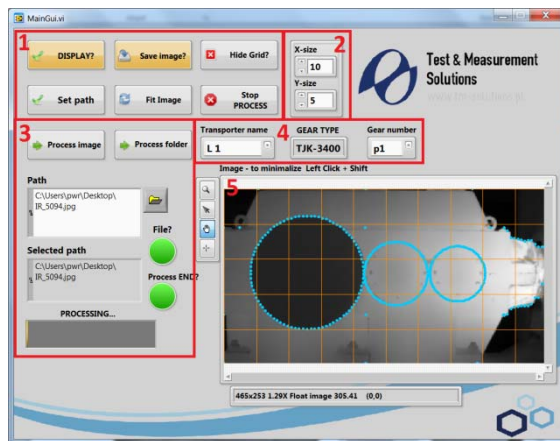 MainGui.vi
1
DISPLAY?
Save image?
Hide Grid?
Set path
Fit Image
Stop
PROCESS
2
X-size
10
Y-size
5
Test & Measurement
Solutions
3
Process image
Process folder
Transporter name
L 1
GEAR TYPE
TJK-3400
4
Gear number
p1
Path
C:\Users\pwr\Desktop\
IR_5094.jpg
File?
Selected path
C:\Users\pwr\Desktop\
IR_5094.jpg
Process END?
PROCESSING...
Image - to minimalize Left Click + Shift
5
465x253 1.29X Float image 305.41 (0,0)